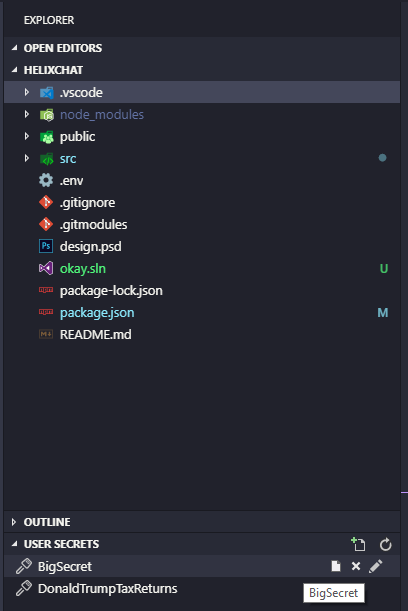 EXPLORER
OPEN EDITORS
HELIXCHAT
.vscode
node_modules
public
src
.env
.gitignore
.gitmodules
Ps design.psd
okay.sln U
package-lock.json
package.json M
README.md
OUTLINE
USER SECRETS
BigSecret
DonaldTrumpTaxReturns
BigSecret